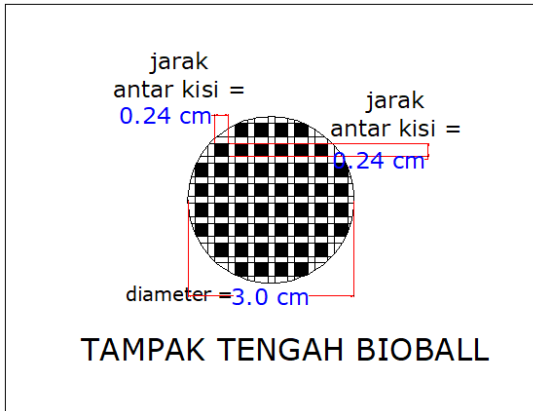 jarak
antar kisi =
0.24 cm
jarak
antar kisi =
0.24 cm
diameter =3.0 cm
TAMPAK TENGAH BIOBALL